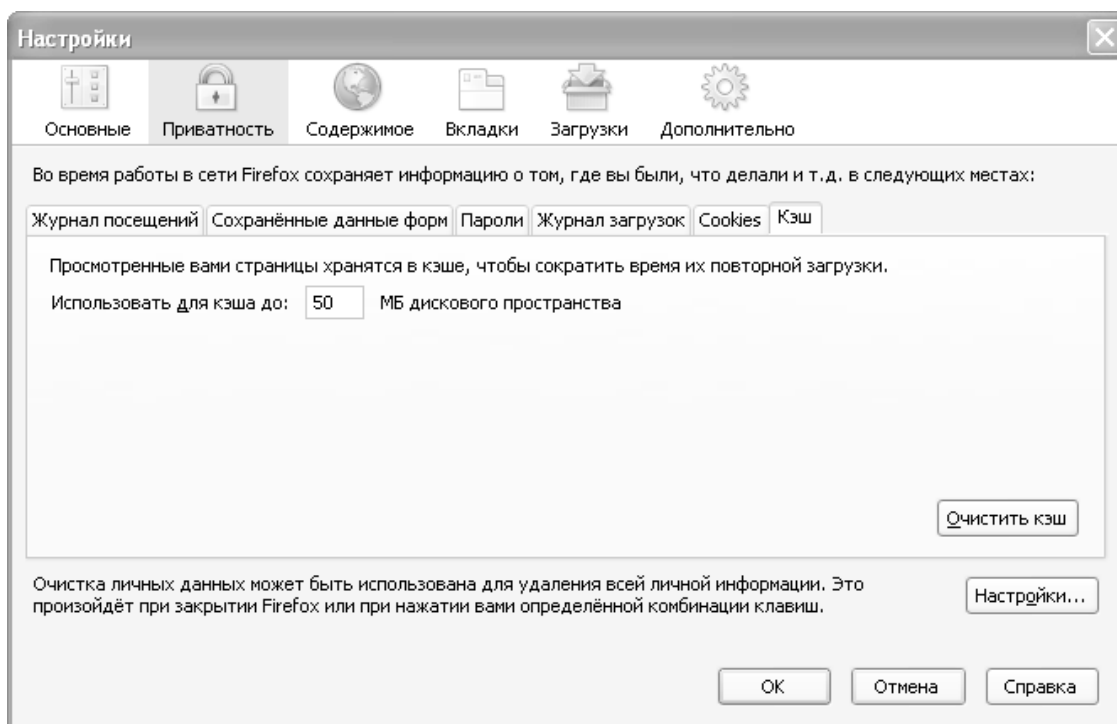 Настройки
Основные Приватность Содержимое Вкладки Загрузки Дополнительно
Во время работы в сети Firefox сохраняет информацию о том, где вы были, что делали и т.д. в следующих местах:
Журнал посещений Сохранённые данные форм Пароли Журнал загрузок Cookies Кэш
Просмотренные вами страницы хранятся в кэше, чтобы сократить время их повторной загрузки.
Использовать для кэша до: 50 МБ дискового пространства
Очистить кэш
Очистка личных данных может быть использована для удаления всей личной информации. Это
произойдёт при закрытии Firefox или при нажатии вами определённой комбинации клавиш.
Настройки...
ОК Отмена Справка